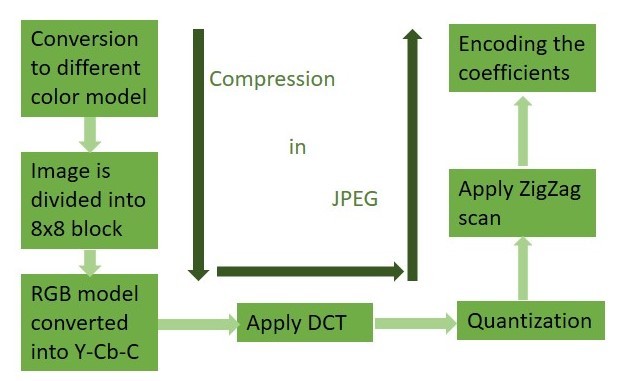 Conversion
to different
color model
Image is
divided into
8x8 block
RGB model
converted
into Y-Cb-C
Apply DCT
Quantization
Apply ZigZag
scan
Encoding the
coefficients
Compression
in
JPEG